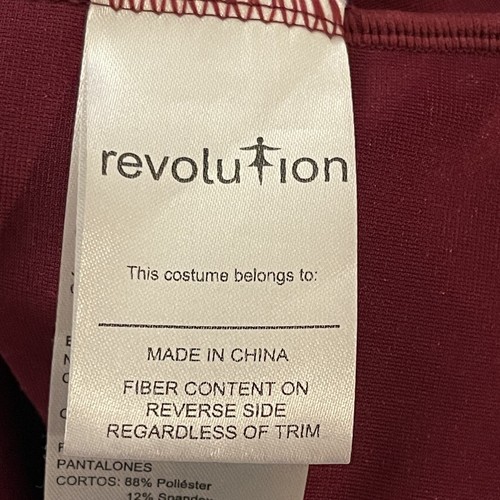 revolution
This costume belongs to:
MADE IN CHINA
FIBER CONTENT ON
REVERSE SIDE
REGARDLESS OF TRIM
PANTALONES
CORTOS: 88% Poliéster
12% Spandex